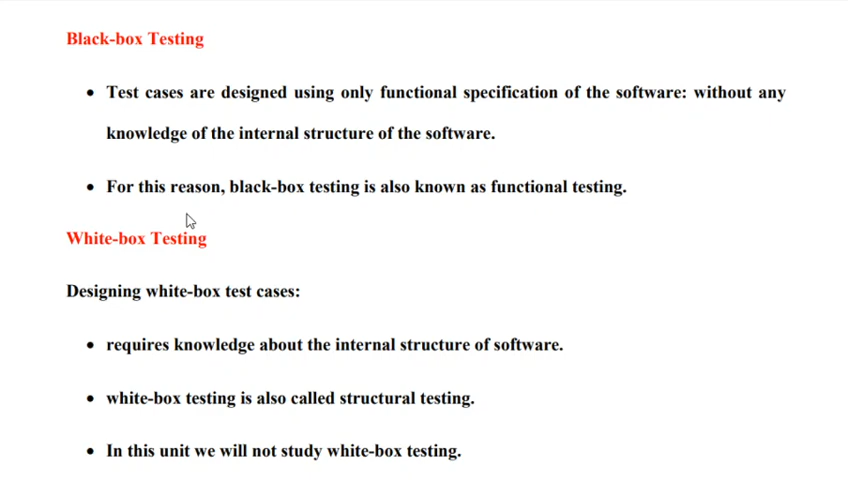 Black-box Testing
• Test cases are designed using only functional specification of the software: without any
knowledge of the internal structure of the software.
• For this reason, black-box testing is also known as functional testing.
White-box Testing
Designing white-box test cases:
• requires knowledge about the internal structure of software.
• white-box testing is also called structural testing.
• In this unit we will not study white-box testing.